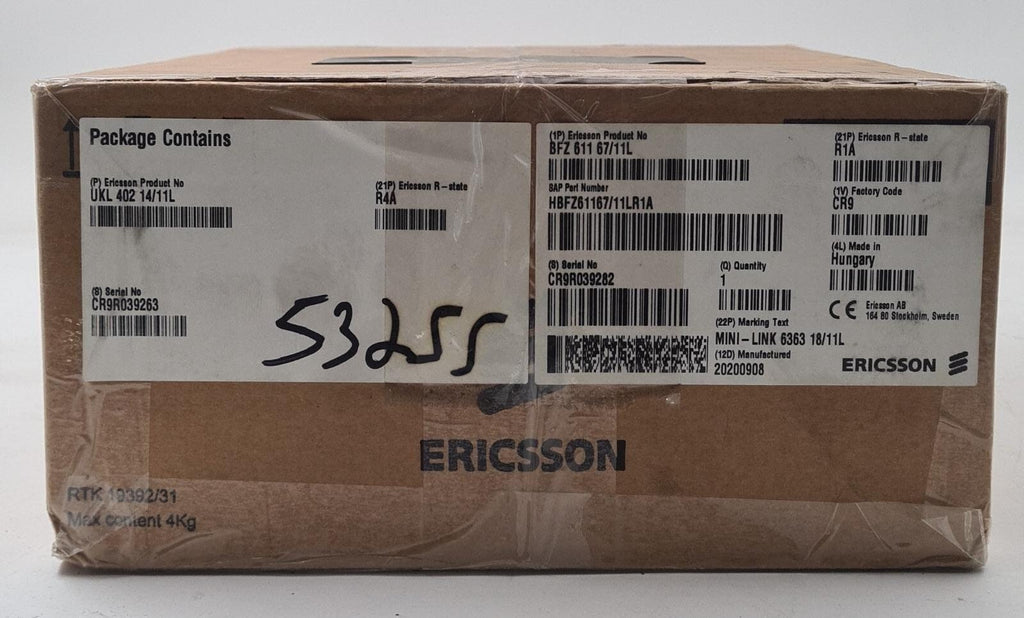 Package Contains
(P) Ericsson Product No
UKL 402 14/11L
(21P) Ericsson R-state
R4A
(S) Serial No
CR9R039263
53255
(1P) Ericsson Product No
BFZ 611 67/11L
(21P) Ericsson R-state
R1A
SAP Part Number
HBFZ61167/11LR1A
(1V) Factory Code
CR9
(4L) Made in
Hungary
(S) Serial No
CR9R039282
(Q) Quantity
1
CE
Ericsson AB
164 80 Stockholm, Sweden
(22P) Marking Text
MINI-LINK 6363 18/11L
(12D) Manufactured
20200908
ERICSSON
ERICSSON
RTK 19392/31
Max content 4Kg